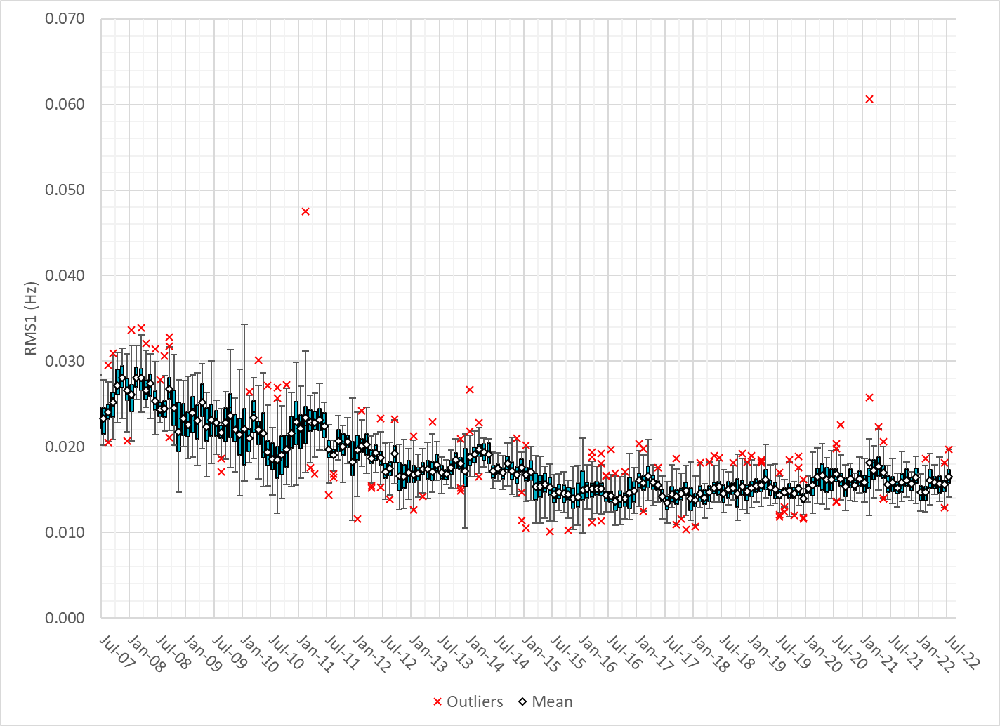 0.070
0.060
0.050
0.040
0.030
0.020
0.010
0.000
RMS1 (Hz)
Jul-07
Jan-08
Jul-08
Jan-09
Jul-09
Jan-10
Jul-10
Jan-11
Jul-11
Jan-12
Jul-12
Jan-13
Jul-13
Jan-14
Jul-14
Jan-15
Jul-15
Jan-16
Jul-16
Jan-17
Jul-17
Jan-18
Jul-18
Jan-19
Jul-19
Jan-20
Jul-20
Jan-21
Jul-21
Jan-22
Jul-22
Outliers Mean